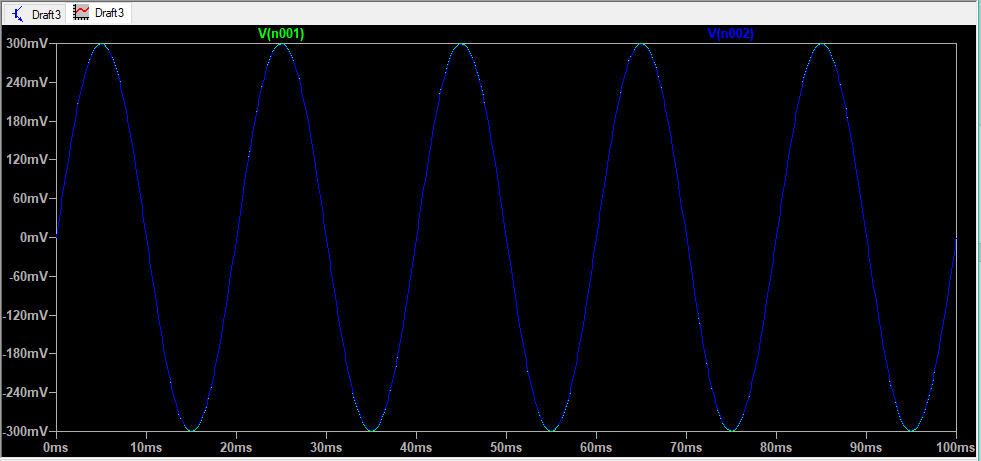 Draft3 Draft3
V(n001) V(n002)
300mV
240mV
180mV
120mV
60mV
0mV
-60mV
-120mV
-180mV
-240mV
-300mV
0ms 10ms 20ms 30ms 40ms 50ms 60ms 70ms 80ms 90ms 100ms